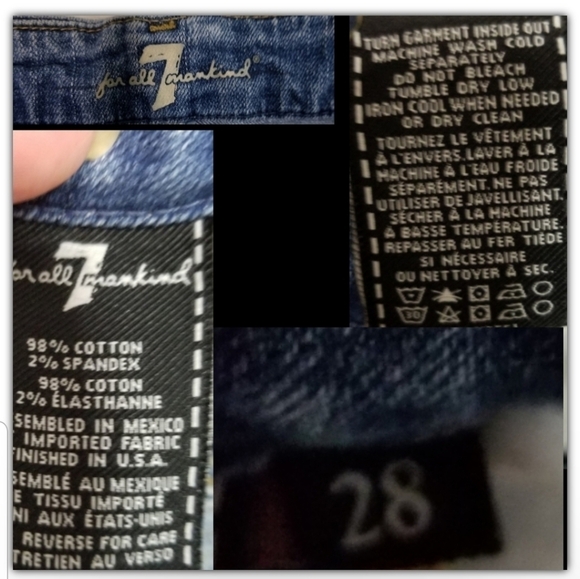 for all 7 mankind®
TURN GARMENT INSIDE OUT
MACHINE WASH COLD
SEPARATELY
DO NOT BLEACH
TUMBLE DRY LOW
IRON COOL WHEN NEEDED
OR DRY CLEAN
TOURNEZ LE VÊTEMENT
À L'ENVERS.LAVER À LA
MACHINE À L'EAU FROIDE
SÉPARÉMENT. NE PAS
UTILISER DE JAVELLISANT.
SÉCHER À LA MACHINE
À BASSE TEMPÉRATURE.
REPASSER AU FER TIÈDE
SI NÉCESSAIRE
OU NETTOYER À SEC.
or all 7 mankind
98% COTTON
2% SPANDEX
98% COTON
2% ÉLASTHANNE
SEMBLED IN MEXICO
IMPORTED FABRIC
INISHED IN U.S.A.
SEMBLÉ AU MEXIQUE
E TISSU IMPORTÉ
NI AUX ÉTATS-UNIS
REVERSE FOR CARE
TRETIEN AU VERSO
28